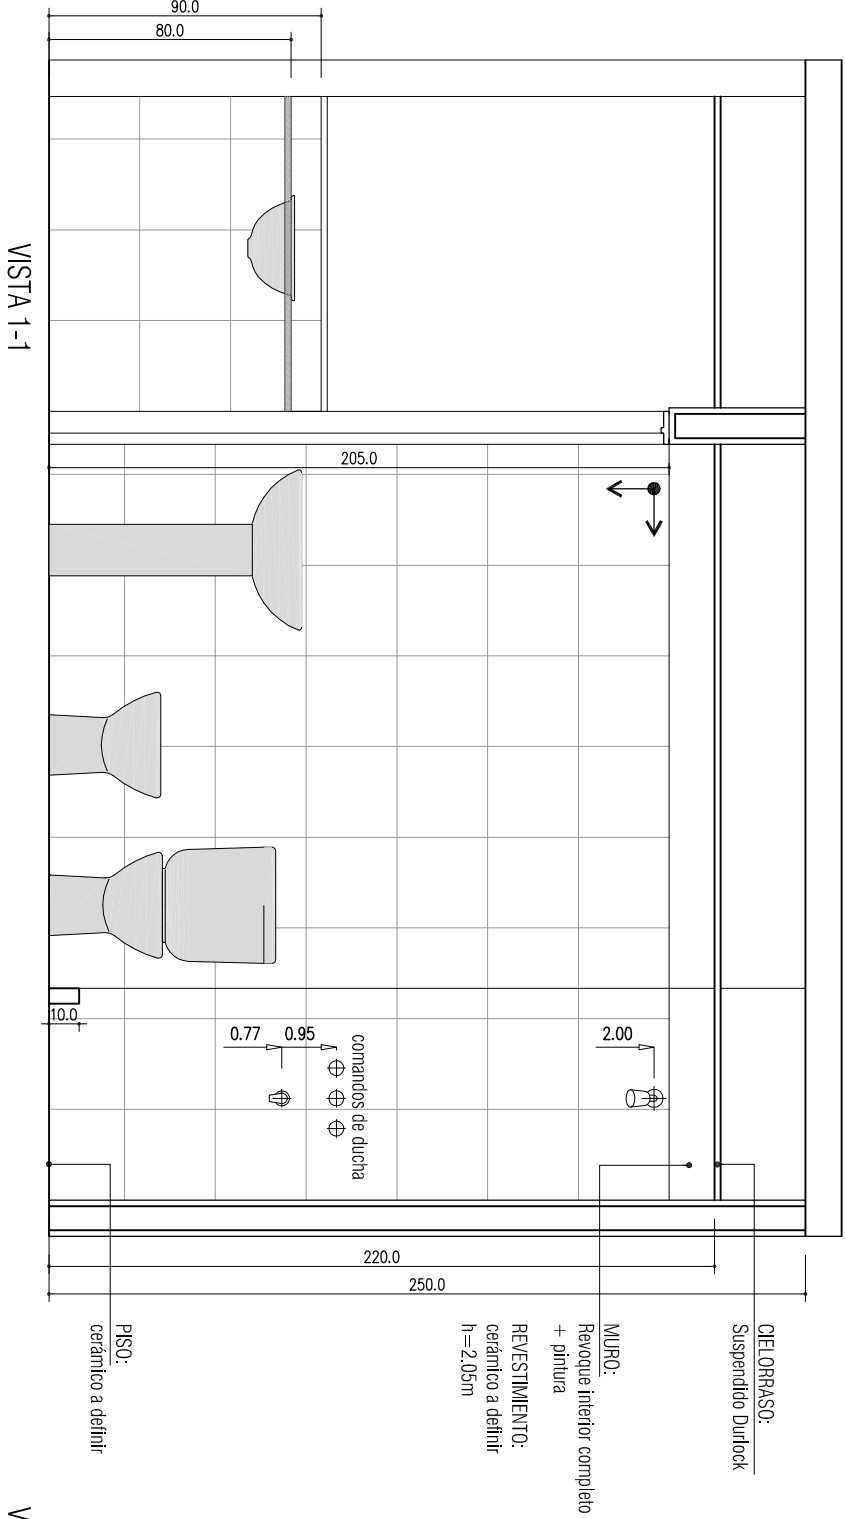 90.0
80.0
205.0
10.0
0.77
0.95
comandos de ducha
2.00
220.0
250.0
CIELORRASO:
Suspendido Durlock
MURO:
Revoque interior completo
+ pintura
REVESTIMIENTO:
cerámico a definir
h=2.05m
PISO:
cerámico a definir
VISTA 1-1
V